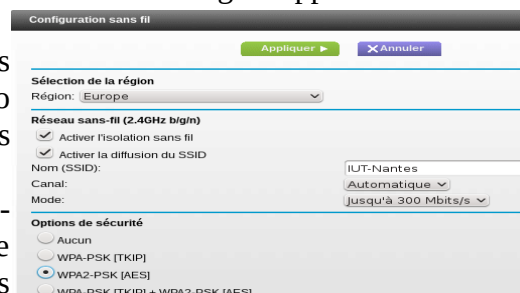 Configuration sans fil
Appliquer ▶ X Annuler
Sélection de la région
Région: Europe
Réseau sans-fil (2.4GHz b/g/n)
Activer l'isolation sans fil
Activer la diffusion du SSID
Nom (SSID): IUT-Nantes
Canal: Automatique
Mode: Jusqu'à 300 Mbits/s
Options de sécurité
Aucun
WPA-PSK [TKIP]
WPA2-PSK [AES]
WPA-PSK [TKIP] + WPA2-PSK [AES]